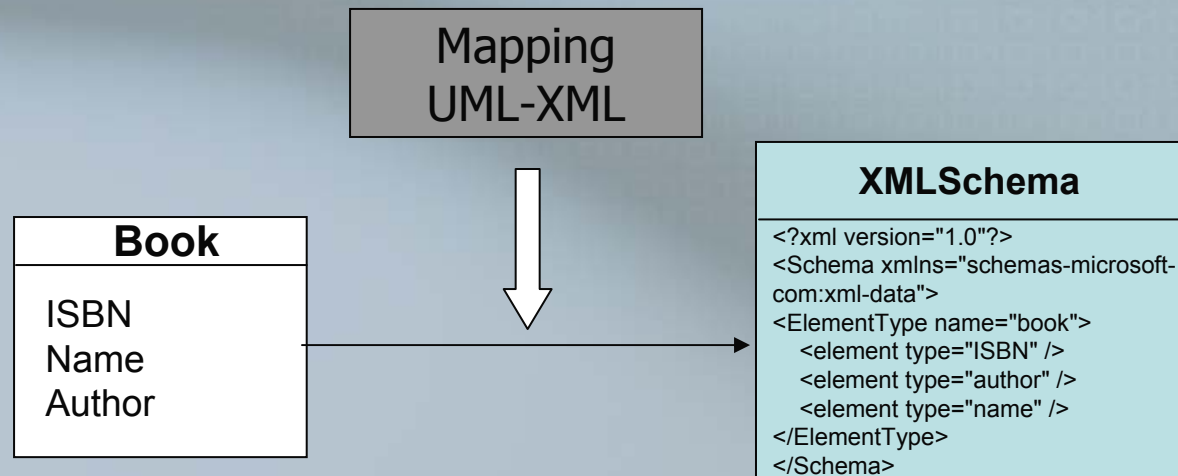 Mapping
UML-XML
Book
ISBN
Name
Author
XMLSchema
<?xml version="1.0"?>
<Schema xmlns="schemas-microsoft-
com:xml-data">
<ElementType name="book">
<element type="ISBN" />
<element type="author" />
<element type="name" />
</ElementType>
</Schema>